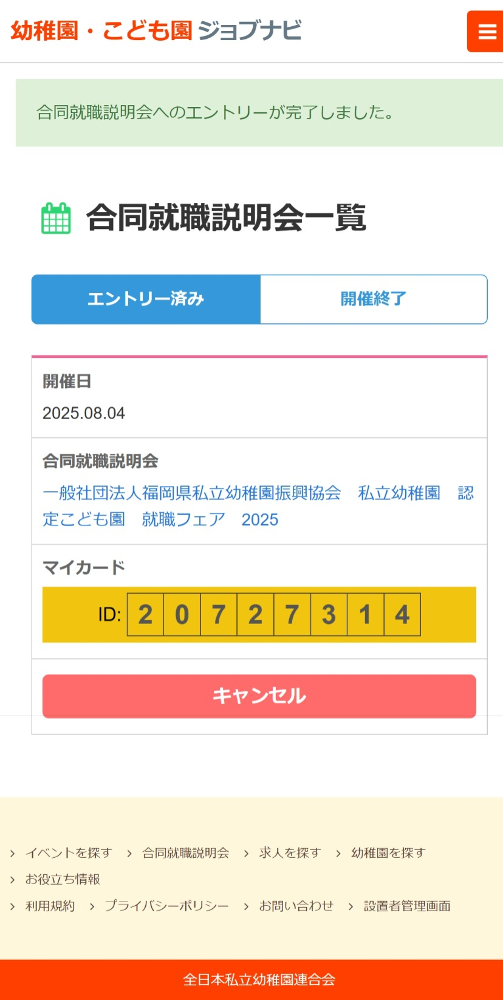 幼稚園・こども園 ジョブナビ
合同就職説明会へのエントリーが完了しました。
合同就職説明会一覧
エントリー済み 開催終了
開催日
2025.08.04
合同就職説明会
一般社団法人福岡県私立幼稚園振興協会　私立幼稚園　認
定こども園　就職フェア　2025
マイカード
ID: 2 0 7 2 7 3 1 4
キャンセル
› イベントを探す › 合同就職説明会 › 求人を探す › 幼稚園を探す
› お役立ち情報
› 利用規約 › プライバシーポリシー › お問い合わせ › 設置者管理画面
全日本私立幼稚園連合会